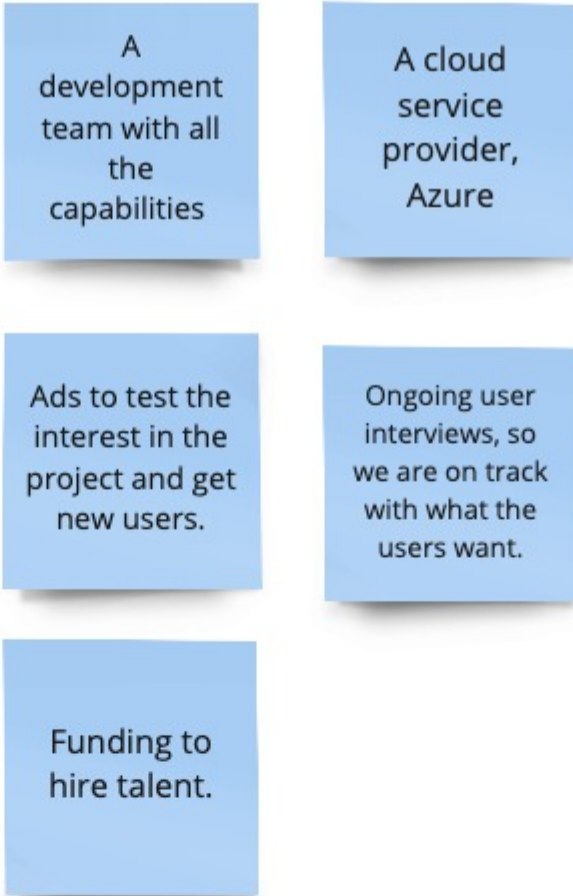 A
development
team with all
the
capabilities
A cloud
service
provider,
Azure
Ads to test the
interest in the
project and get
new users.
Ongoing user
interviews, so
we are on track
with what the
users want.
Funding to
hire talent.